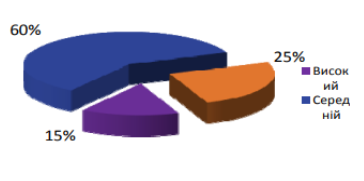 60%
25%
15%
Висок
ий
Серед
ній